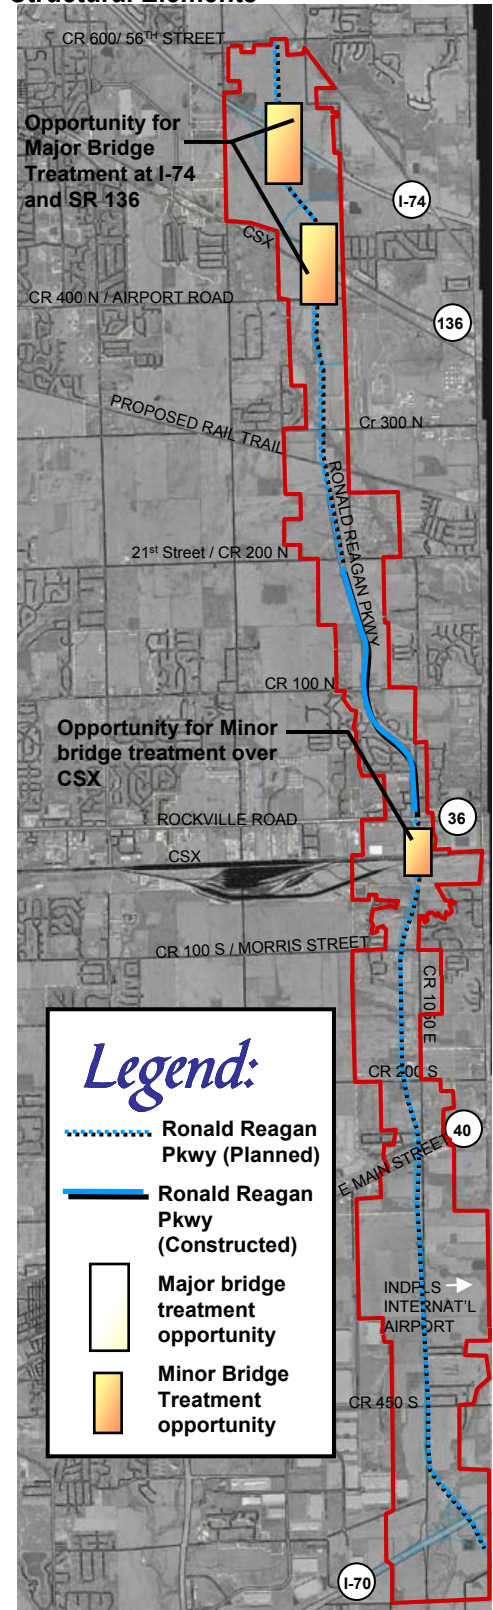 Structural Elements
CR 600/ 56TH STREET
Opportunity for
Major Bridge
Treatment at I-74
and SR 136
I-74
CSX
CR 400 N / AIRPORT ROAD
136
PROPOSED RAIL TRAIL
Cr 300 N
RONALD REAGAN PKWY
21st Street / CR 200 N
CR 100 N
Opportunity for Minor
bridge treatment over
CSX
ROCKVILLE ROAD
36
CSX
CR 100 S / MORRIS STREET
CR 1050 E
CR 200 S
40
E MAIN STREET
INDPLS
INTERNAT'L
AIRPORT
CR 450 S
I-70
Legend:
Ronald Reagan
Pkwy (Planned)
Ronald Reagan
Pkwy
(Constructed)
Major bridge
treatment
opportunity
Minor Bridge
Treatment
opportunity